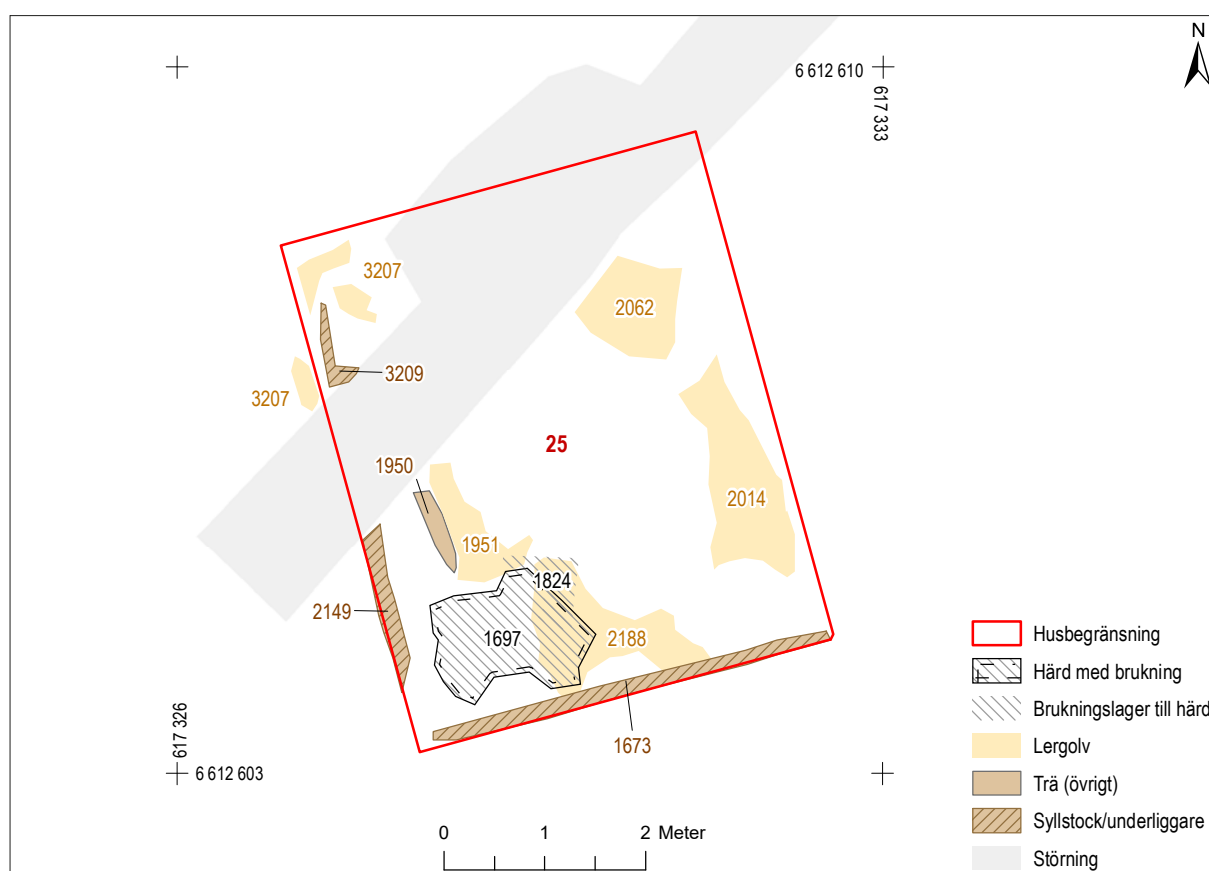 N
6 612 610
617 333
3207
2062
3209
3207
25
1950
2014
1951
1824
2149
1697
2188
1673
617 326
6 612 603
0 1 2 Meter
Husbegränsning
Härd med brukning
Brukningslager till härd
Lergolv
Trä (övrigt)
Syllstock/underliggare
Störning